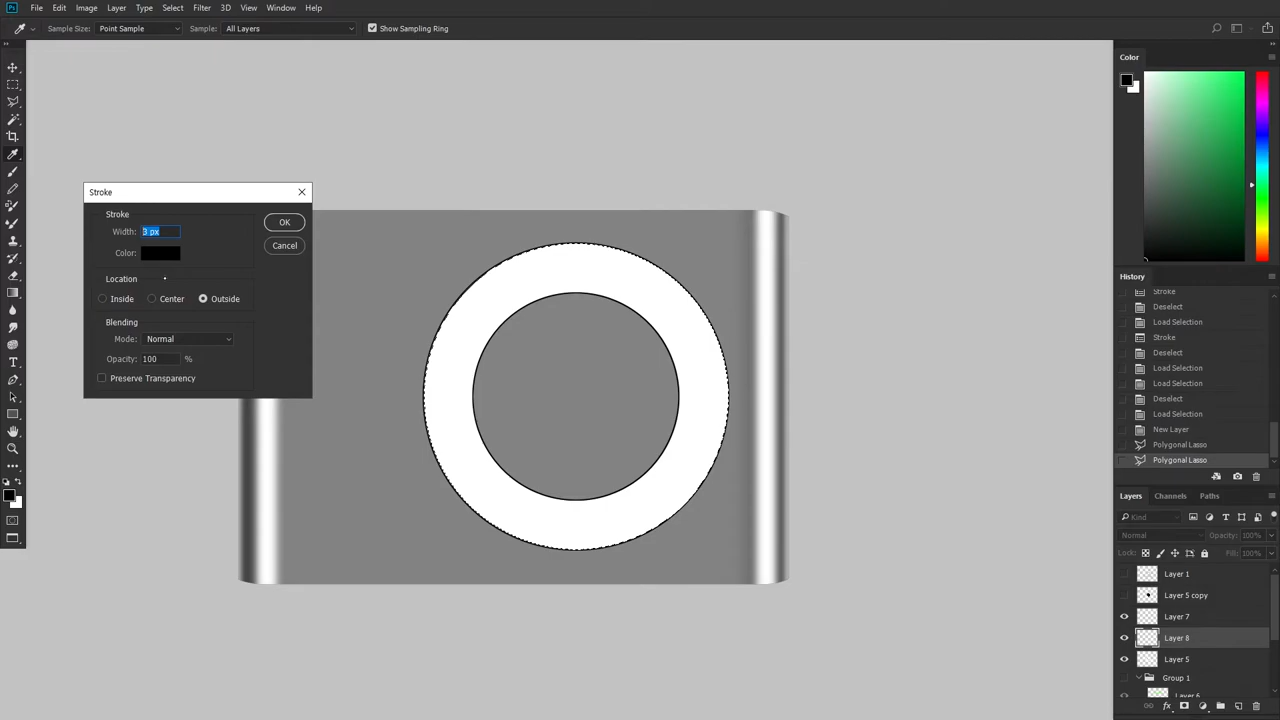 Ps File Edit Image Layer Type Select Filter 3D View Window Help
Sample Size: Point Sample Sample: All Layers Show Sampling Ring
Color
Stroke
Stroke
Width: 3 px
OK
Color:
Cancel
Location
Inside Center Outside
Blending
Mode: Normal
Opacity: 100 %
Preserve Transparency
History
Stroke
Deselect
Load Selection
Stroke
Deselect
Load Selection
Load Selection
Deselect
Load Selection
New Layer
Polygonal Lasso
Polygonal Lasso
Layers Channels Paths
Kind
Normal Opacity: 100%
Lock: Fill: 100%
Layer 1
Layer 5 copy
Layer 7
Layer 8
Layer 5
Group 1
Layer 6